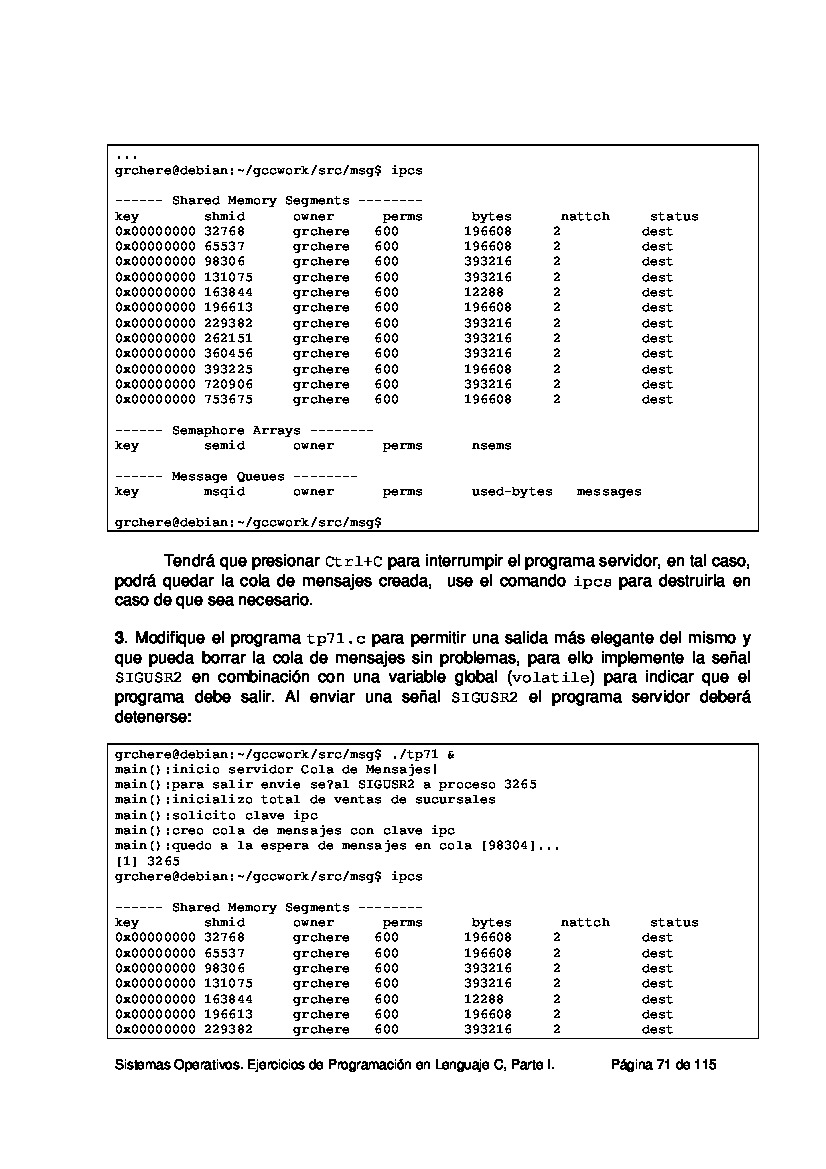 ...
grchere@debian:~/gccwork/src/msg$ ipcs
------ Shared Memory Segments --------
key shmid owner perms bytes nattch status
0x00000000 32768 grchere 600 196608 2 dest
0x00000000 65537 grchere 600 196608 2 dest
0x00000000 98306 grchere 600 393216 2 dest
0x00000000 131075 grchere 600 393216 2 dest
0x00000000 163844 grchere 600 12288 2 dest
0x00000000 196613 grchere 600 196608 2 dest
0x00000000 229382 grchere 600 393216 2 dest
0x00000000 262151 grchere 600 393216 2 dest
0x00000000 360456 grchere 600 393216 2 dest
0x00000000 393225 grchere 600 196608 2 dest
0x00000000 720906 grchere 600 393216 2 dest
0x00000000 753675 grchere 600 196608 2 dest
------ Semaphore Arrays --------
key semid owner perms nsems
------ Message Queues --------
key msqid owner perms used-bytes messages
grchere@debian:~/gccwork/src/msg$
Tendrá que presionar Ctrl+C para interrumpir el programa servidor, en tal caso,
podrá quedar la cola de mensajes creada, use el comando ipcs para destruirla en
caso de que sea necesario.
3. Modifique el programa tp71.c para permitir una salida más elegante del mismo y
que pueda borrar la cola de mensajes sin problemas, para ello implemente la señal
SIGUSR2 en combinación con una variable global (volatile) para indicar que el
programa debe salir. Al enviar una señal SIGUSR2 el programa servidor deberá
detenerse:
grchere@debian:~/gccwork/src/msg$ ./tp71 &
main():inicio servidor Cola de Mensajes!
main():para salir envie se?al SIGUSR2 a proceso 3265
main():inicializo total de ventas de sucursales
main():solicito clave ipc
main():creo cola de mensajes con clave ipc
main():quedo a la espera de mensajes en cola [98304]...
[1] 3265
grchere@debian:~/gccwork/src/msg$ ipcs
------ Shared Memory Segments --------
key shmid owner perms bytes nattch status
0x00000000 32768 grchere 600 196608 2 dest
0x00000000 65537 grchere 600 196608 2 dest
0x00000000 98306 grchere 600 393216 2 dest
0x00000000 131075 grchere 600 393216 2 dest
0x00000000 163844 grchere 600 12288 2 dest
0x00000000 196613 grchere 600 196608 2 dest
0x00000000 229382 grchere 600 393216 2 dest
Sistemas Operativos. Ejercicios de Programación en Lenguaje C, Parte I. Página 71 de 115